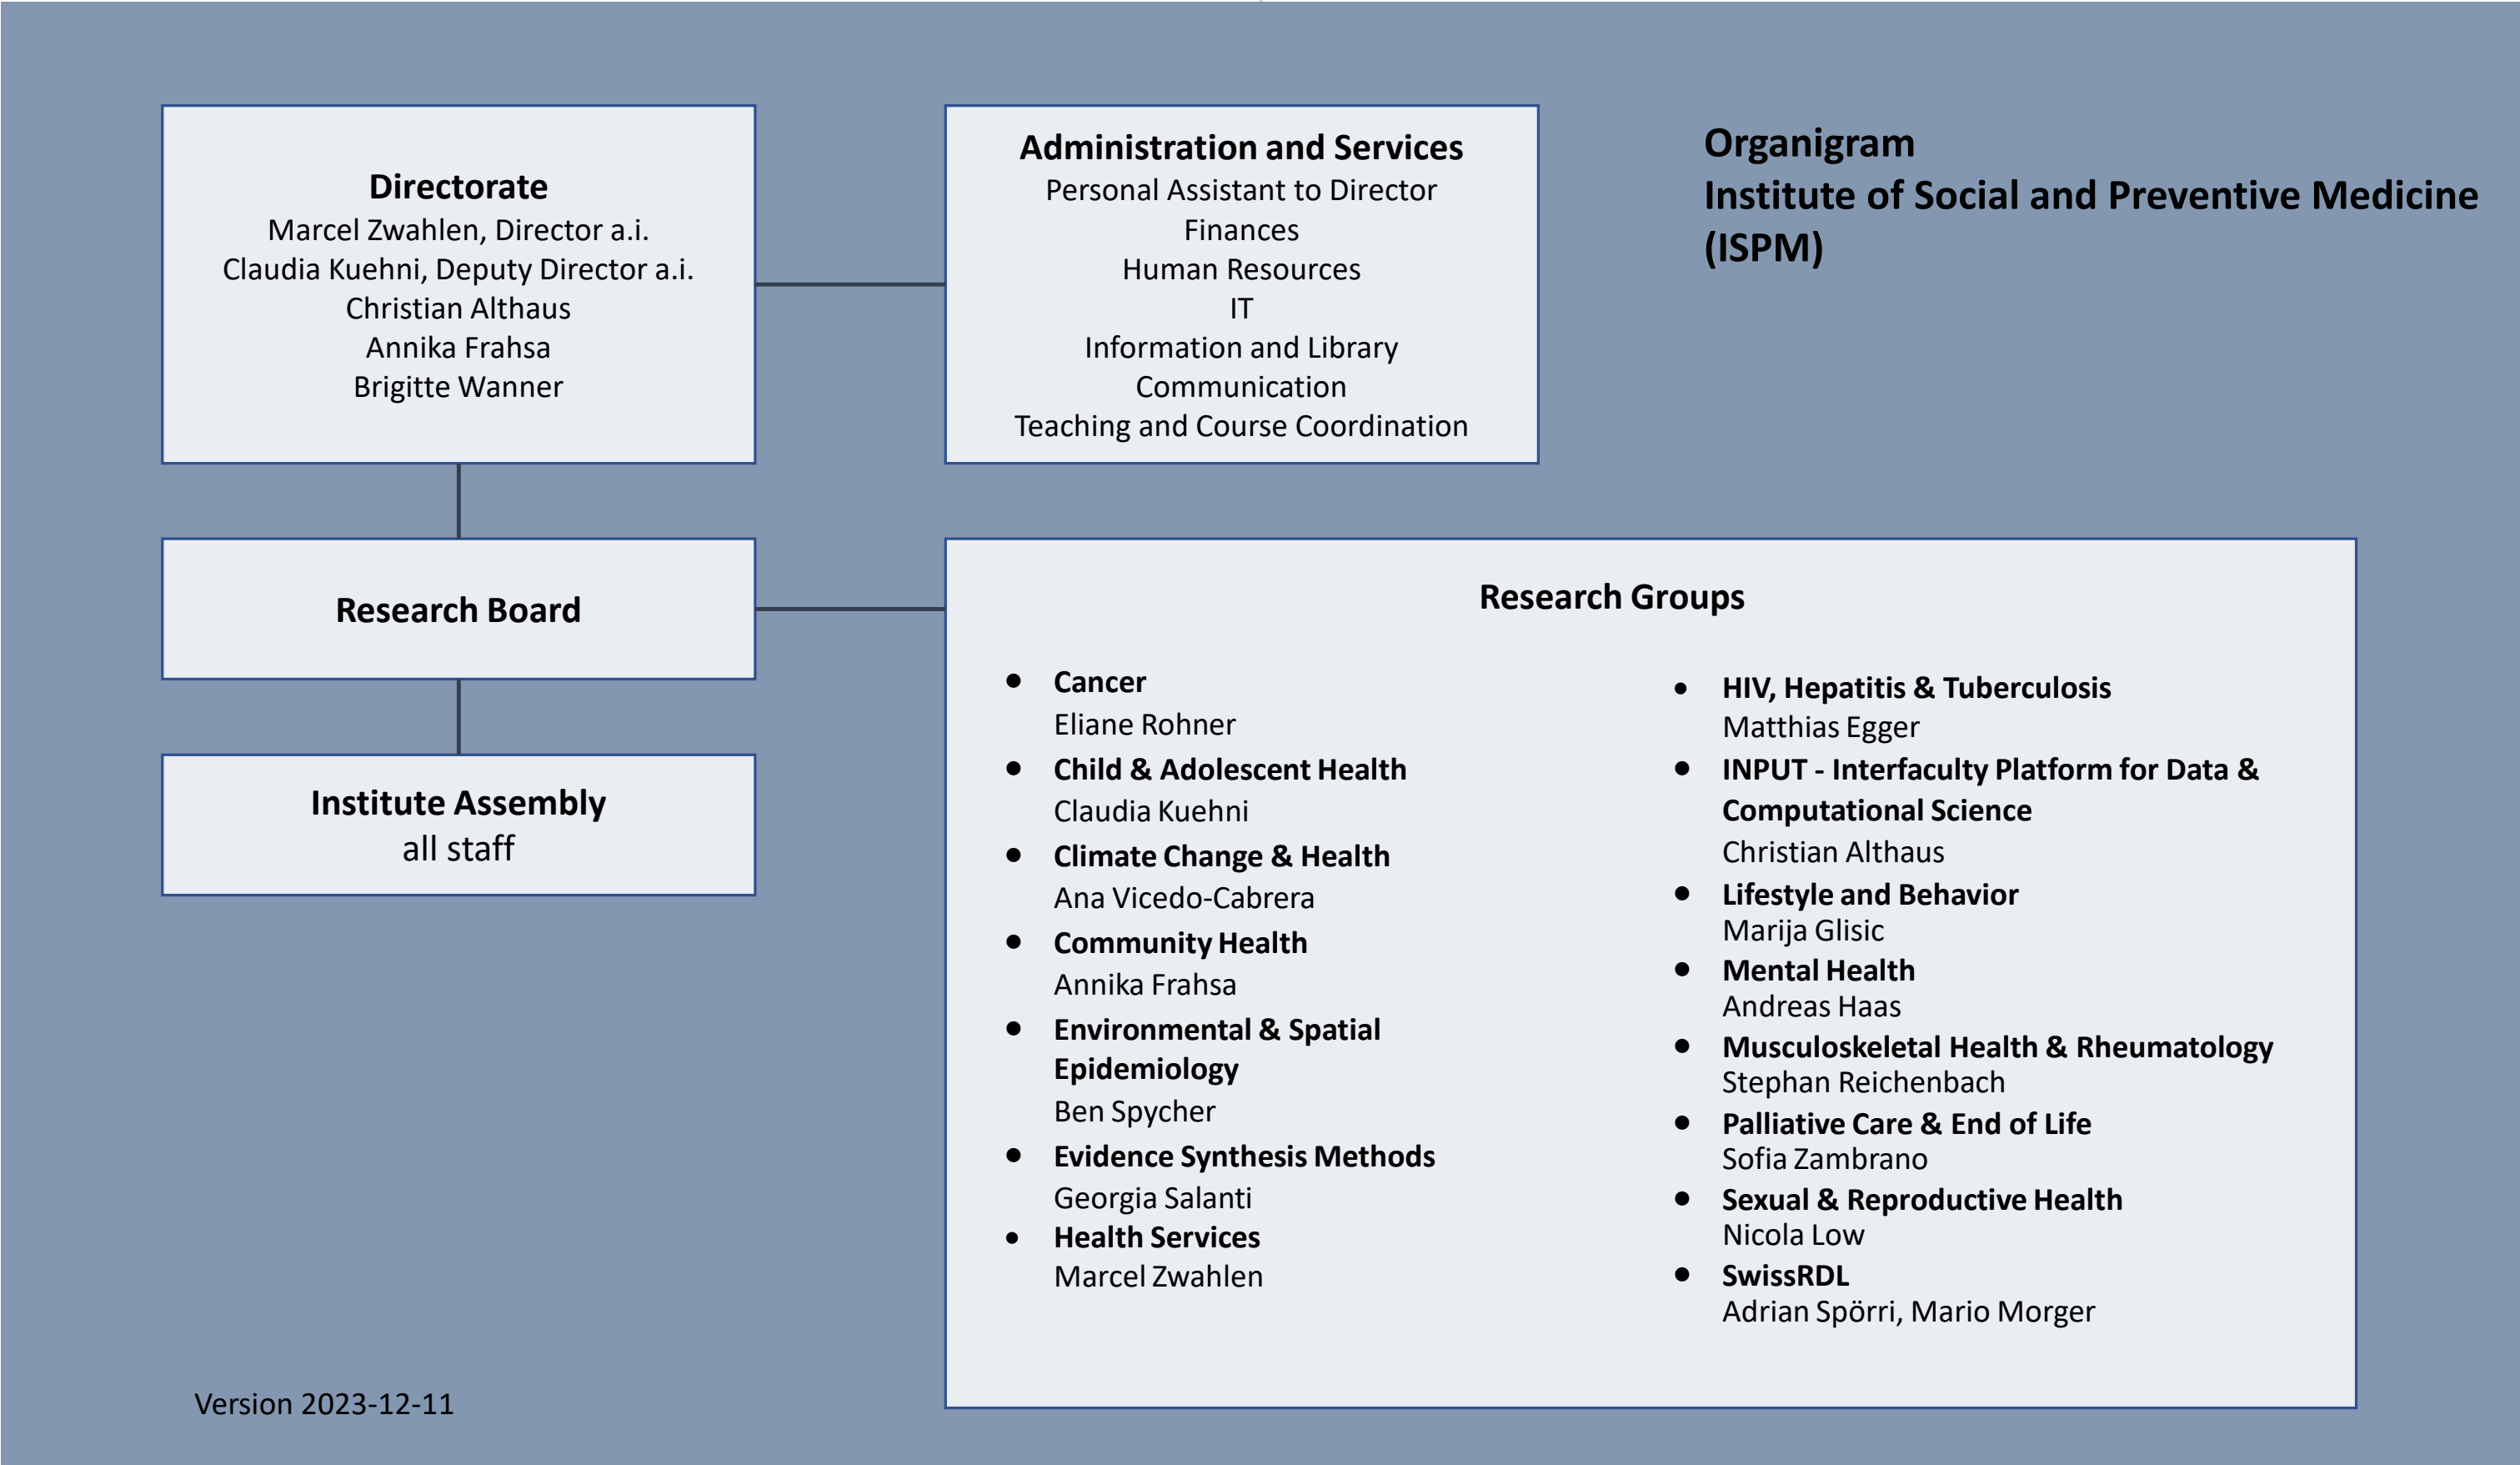 Organigram
Institute of Social and Preventive Medicine
(ISPM)
Directorate
Marcel Zwahlen, Director a.i.
Claudia Kuehni, Deputy Director a.i.
Christian Althaus
Annika Frahsa
Brigitte Wanner
Administration and Services
Personal Assistant to Director
Finances
Human Resources
IT
Information and Library
Communication
Teaching and Course Coordination
Research Board
Institute Assembly
all staff
Research Groups
• Cancer
Eliane Rohner
• Child & Adolescent Health
Claudia Kuehni
• Climate Change & Health
Ana Vicedo-Cabrera
• Community Health
Annika Frahsa
• Environmental & Spatial
Epidemiology
Ben Spycher
• Evidence Synthesis Methods
Georgia Salanti
• Health Services
Marcel Zwahlen
• HIV, Hepatitis & Tuberculosis
Matthias Egger
• INPUT - Interfaculty Platform for Data &
Computational Science
Christian Althaus
• Lifestyle and Behavior
Marija Glisic
• Mental Health
Andreas Haas
• Musculoskeletal Health & Rheumatology
Stephan Reichenbach
• Palliative Care & End of Life
Sofia Zambrano
• Sexual & Reproductive Health
Nicola Low
• SwissRDL
Adrian Spörri, Mario Morger
Version 2023-12-11